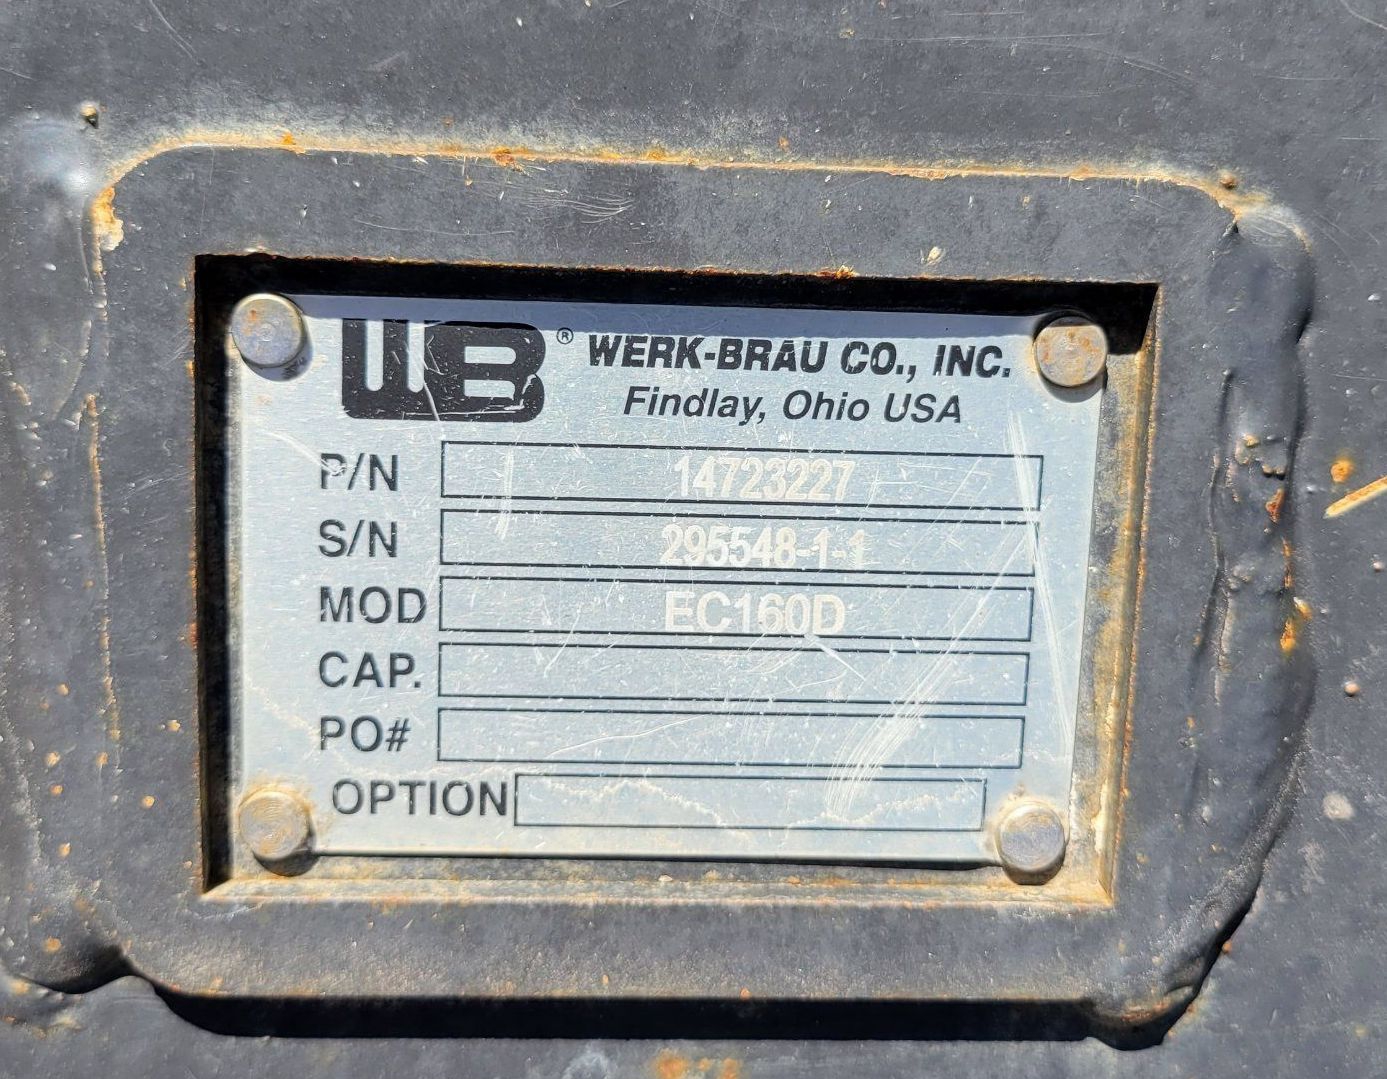 WB® WERK-BRAU CO., INC.
Findlay, Ohio USA
P/N 14723227
S/N 295548-1-1
MOD EC160D
CAP.
PO#
OPTION